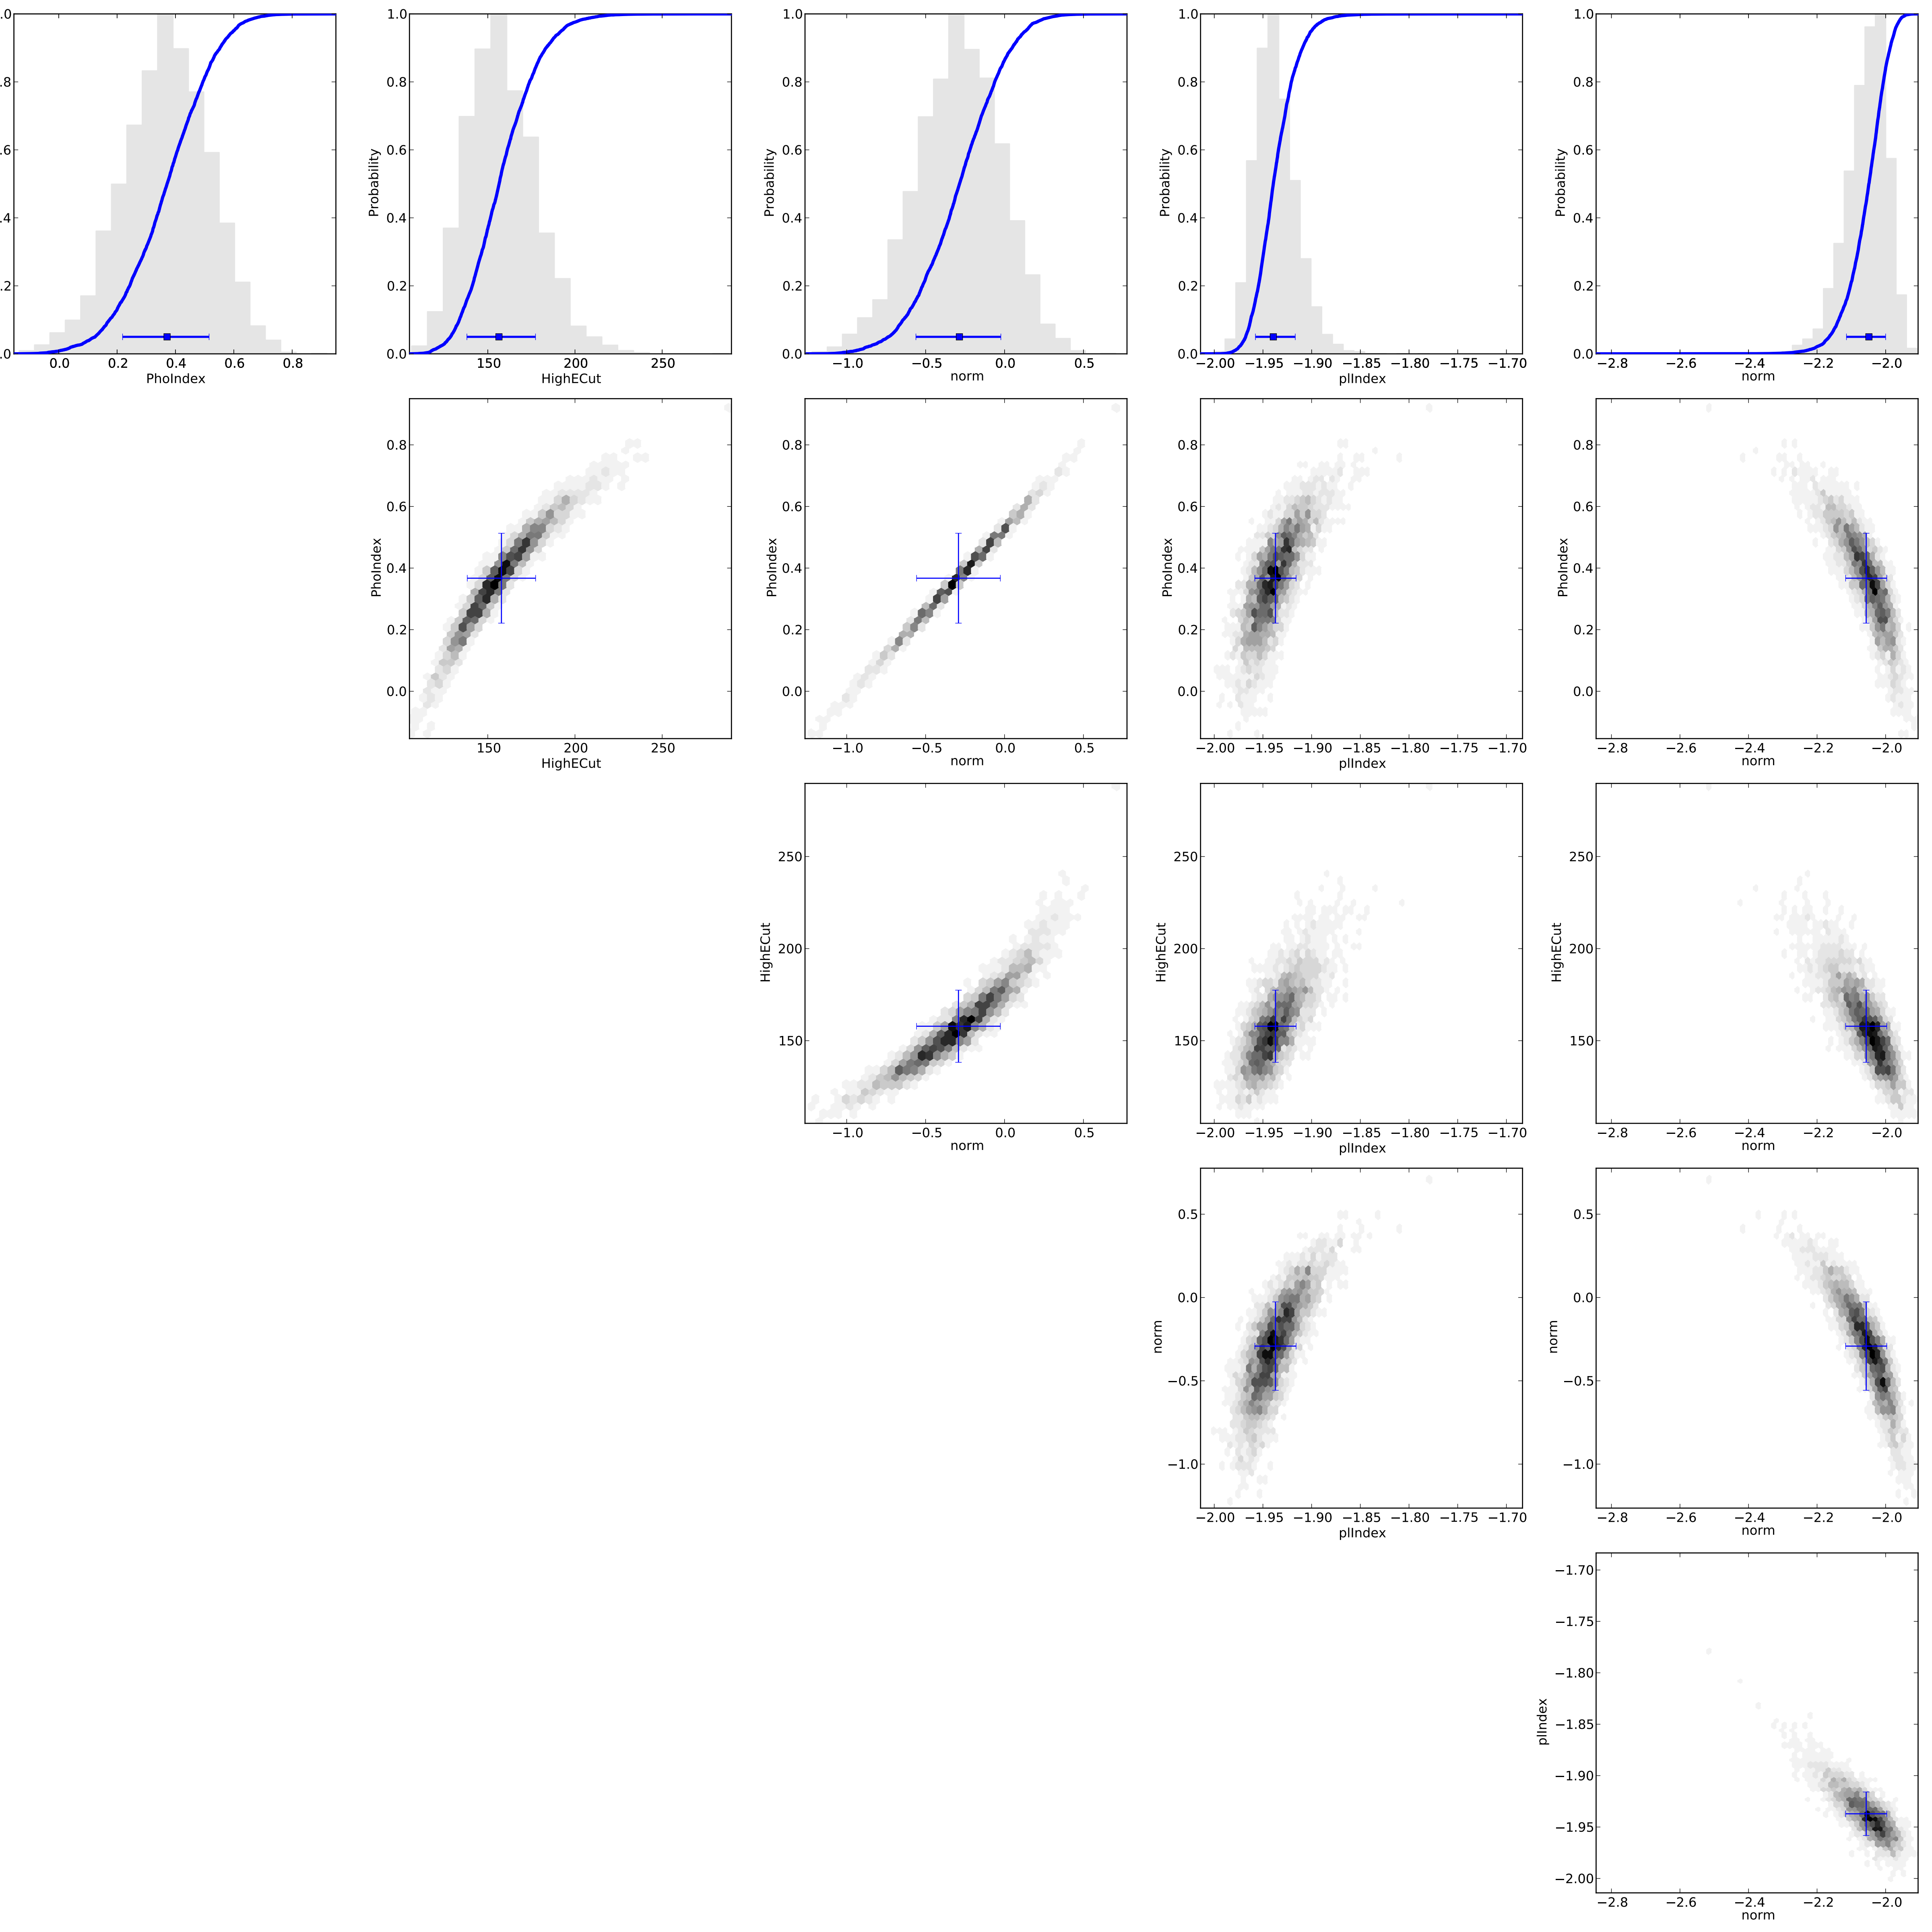 .0
.8
.6
.4
.2
.0
0.0 0.2 0.4 0.6 0.8
PhoIndex
Probability
1.0
0.8
0.6
0.4
0.2
0.0
150 200 250
HighECut
Probability
1.0
0.8
0.6
0.4
0.2
0.0
−1.0 −0.5 0.0 0.5
norm
Probability
1.0
0.8
0.6
0.4
0.2
0.0
−2.00 −1.95 −1.90 −1.85 −1.80 −1.75 −1.70
plIndex
Probability
1.0
0.8
0.6
0.4
0.2
0.0
−2.8 −2.6 −2.4 −2.2 −2.0
norm
PhoIndex
0.8
0.6
0.4
0.2
0.0
150 200 250
HighECut
PhoIndex
0.8
0.6
0.4
0.2
0.0
−1.0 −0.5 0.0 0.5
norm
PhoIndex
0.8
0.6
0.4
0.2
0.0
−2.00 −1.95 −1.90 −1.85 −1.80 −1.75 −1.70
plIndex
PhoIndex
0.8
0.6
0.4
0.2
0.0
−2.8 −2.6 −2.4 −2.2 −2.0
norm
HighECut
250
200
150
−1.0 −0.5 0.0 0.5
norm
HighECut
250
200
150
−2.00 −1.95 −1.90 −1.85 −1.80 −1.75 −1.70
plIndex
HighECut
250
200
150
−2.8 −2.6 −2.4 −2.2 −2.0
norm
norm
0.5
0.0
−0.5
−1.0
−2.00 −1.95 −1.90 −1.85 −1.80 −1.75 −1.70
plIndex
norm
0.5
0.0
−0.5
−1.0
−2.8 −2.6 −2.4 −2.2 −2.0
norm
plIndex
−1.70
−1.75
−1.80
−1.85
−1.90
−1.95
−2.00
−2.8 −2.6 −2.4 −2.2 −2.0
norm